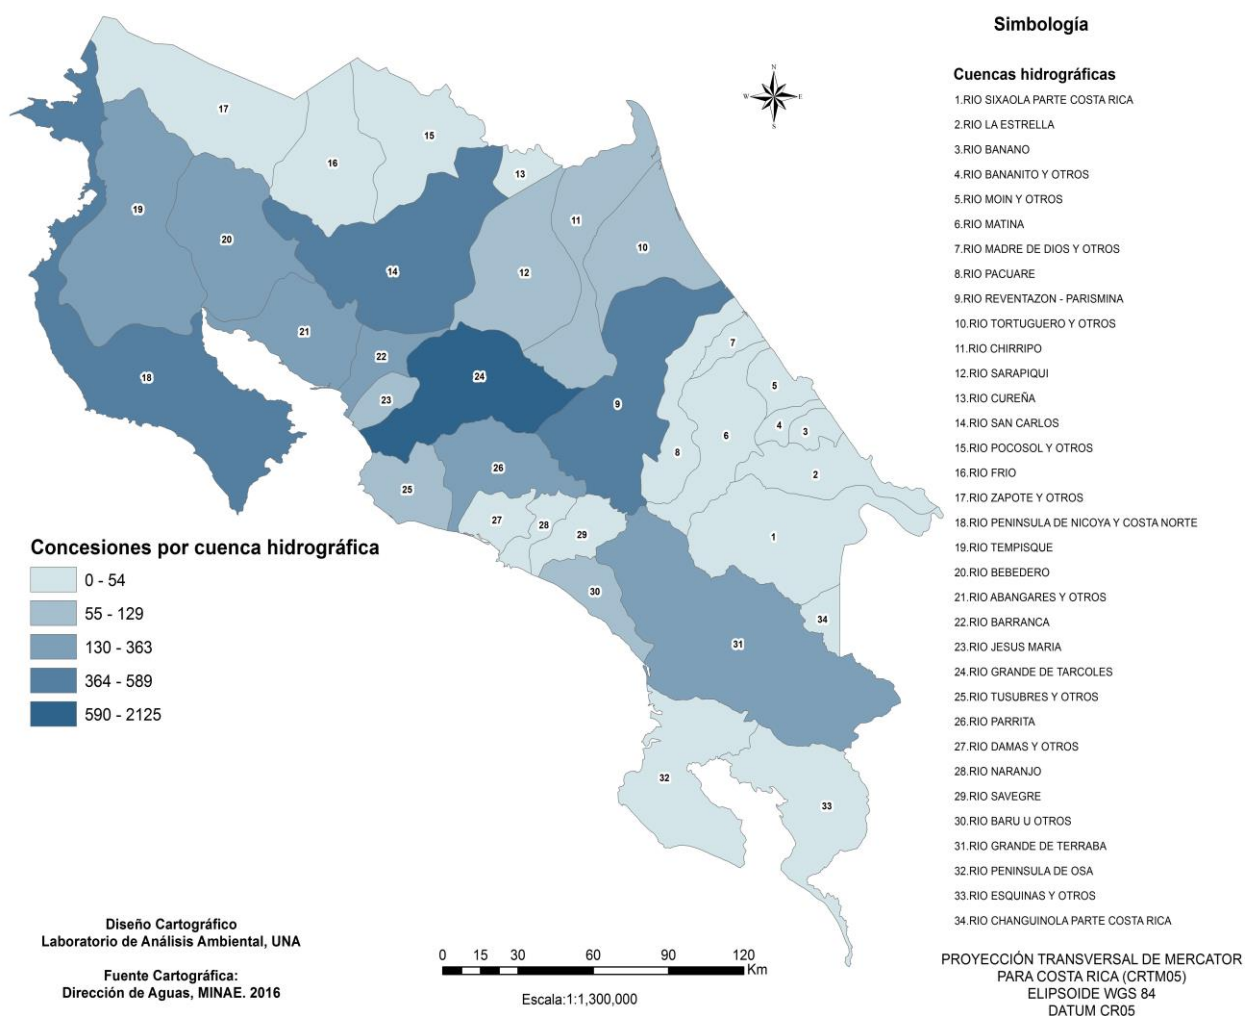 Simbología
Cuencas hidrográficas
1.RIO SIXAOLA PARTE COSTA RICA
2.RIO LA ESTRELLA
3.RIO BANANO
4.RIO BANANITO Y OTROS
5.RIO MOIN Y OTROS
6.RIO MATINA
7.RIO MADRE DE DIOS Y OTROS
8.RIO PACUARE
9.RIO REVENTAZON - PARISMINA
10.RIO TORTUGUERO Y OTROS
11.RIO CHIRRIPO
12.RIO SARAPIQUI
13.RIO CUREÑA
14.RIO SAN CARLOS
15.RIO POCOSOL Y OTROS
16.RIO FRIO
17.RIO ZAPOTE Y OTROS
18.RIO PENINSULA DE NICOYA Y COSTA NORTE
19.RIO TEMPISQUE
20.RIO BEBEDERO
21.RIO ABANGARES Y OTROS
22.RIO BARRANCA
23.RIO JESUS MARIA
24.RIO GRANDE DE TARCOLES
25.RIO TUSUBRES Y OTROS
26.RIO PARRITA
27.RIO DAMAS Y OTROS
28.RIO NARANJO
29.RIO SAVEGRE
30.RIO BARU U OTROS
31.RIO GRANDE DE TERRABA
32.RIO PENINSULA DE OSA
33.RIO ESQUINAS Y OTROS
34.RIO CHANGUINOLA PARTE COSTA RICA
PROYECCIÓN TRANSVERSAL DE MERCATOR
PARA COSTA RICA (CRTM05)
ELIPSOIDE WGS 84
DATUM CR05
N
W
E
S
17
15
16
13
19
11
20
10
14
12
21
7
22
24
18
5
23
9
4
3
6
8
26
2
25
27
28
29
1
30
34
31
32
33
Concesiones por cuenca hidrográfica
0 - 54
55 - 129
130 - 363
364 - 589
590 - 2125
Diseño Cartográfico
Laboratorio de Análisis Ambiental, UNA
Fuente Cartográfica:
Dirección de Aguas, MINAE. 2016
0 15 30 60 90 120
Km
Escala:1:1,300,000